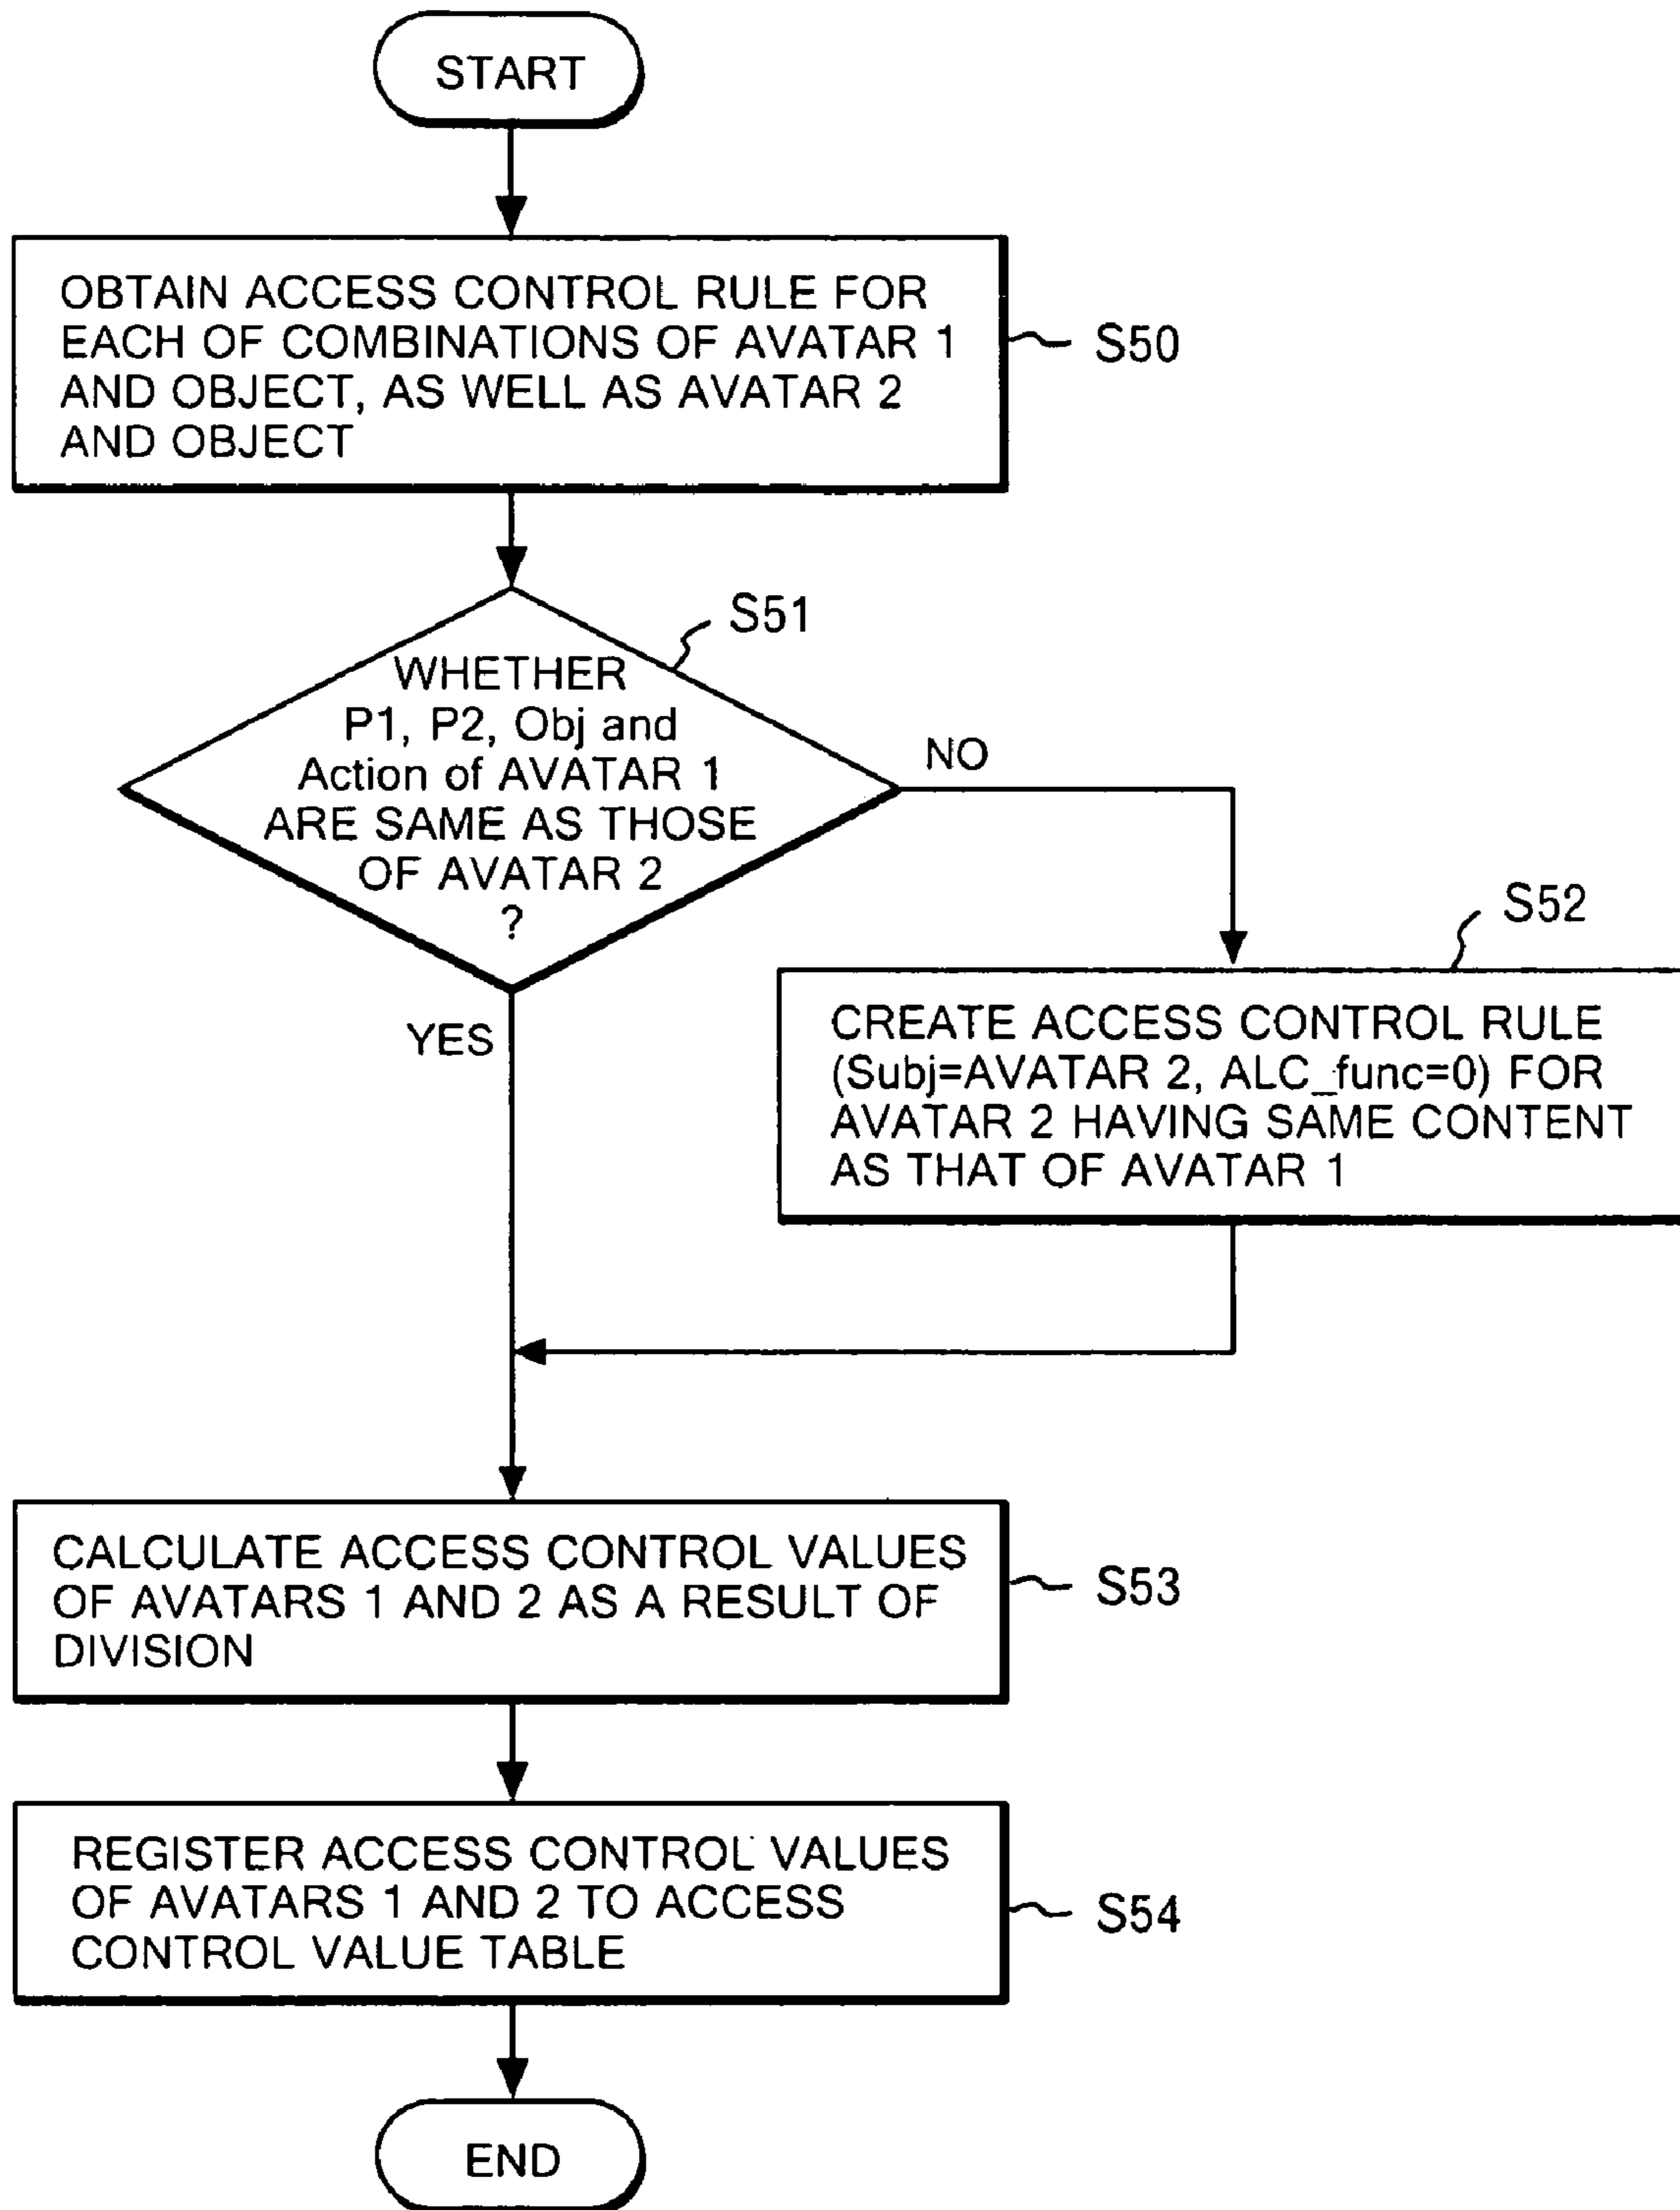 START
OBTAIN ACCESS CONTROL RULE FOR
EACH OF COMBINATIONS OF AVATAR 1
AND OBJECT, AS WELL AS AVATAR 2
AND OBJECT
S50
S51
WHETHER
P1, P2, Obj and
Action of AVATAR 1
ARE SAME AS THOSE
OF AVATAR 2
?
NO
YES
S52
CREATE ACCESS CONTROL RULE
(Subj=AVATAR 2, ALC_func=0) FOR
AVATAR 2 HAVING SAME CONTENT
AS THAT OF AVATAR 1
CALCULATE ACCESS CONTROL VALUES
OF AVATARS 1 AND 2 AS A RESULT OF
DIVISION
S53
REGISTER ACCESS CONTROL VALUES
OF AVATARS 1 AND 2 TO ACCESS
CONTROL VALUE TABLE
S54
END